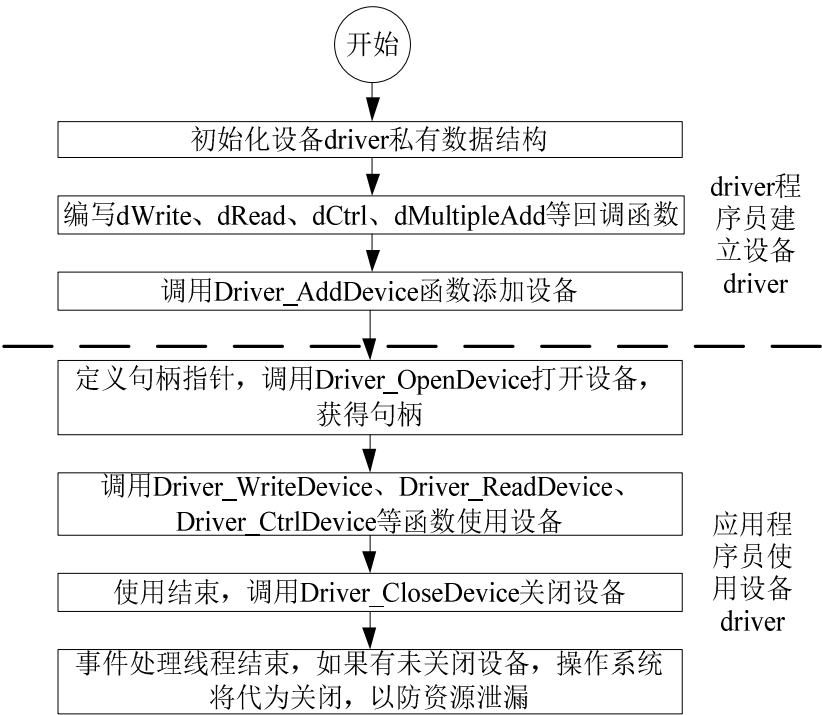 开始
初始化设备driver私有数据结构
编写dWrite、dRead、dCtrl、dMultipleAdd等回调函数
调用Driver_AddDevice函数添加设备
driver程
序员建
立设备
driver
定义句柄指针，调用Driver_OpenDevice打开设备，
获得句柄
调用Driver_WriteDevice、Driver_ReadDevice、
Driver_CtrlDevice等函数使用设备
使用结束，调用Driver_CloseDevice关闭设备
事件处理线程结束，如果有未关闭设备，操作系统
将代为关闭，以防资源泄漏
应用程
序员使
用设备
driver